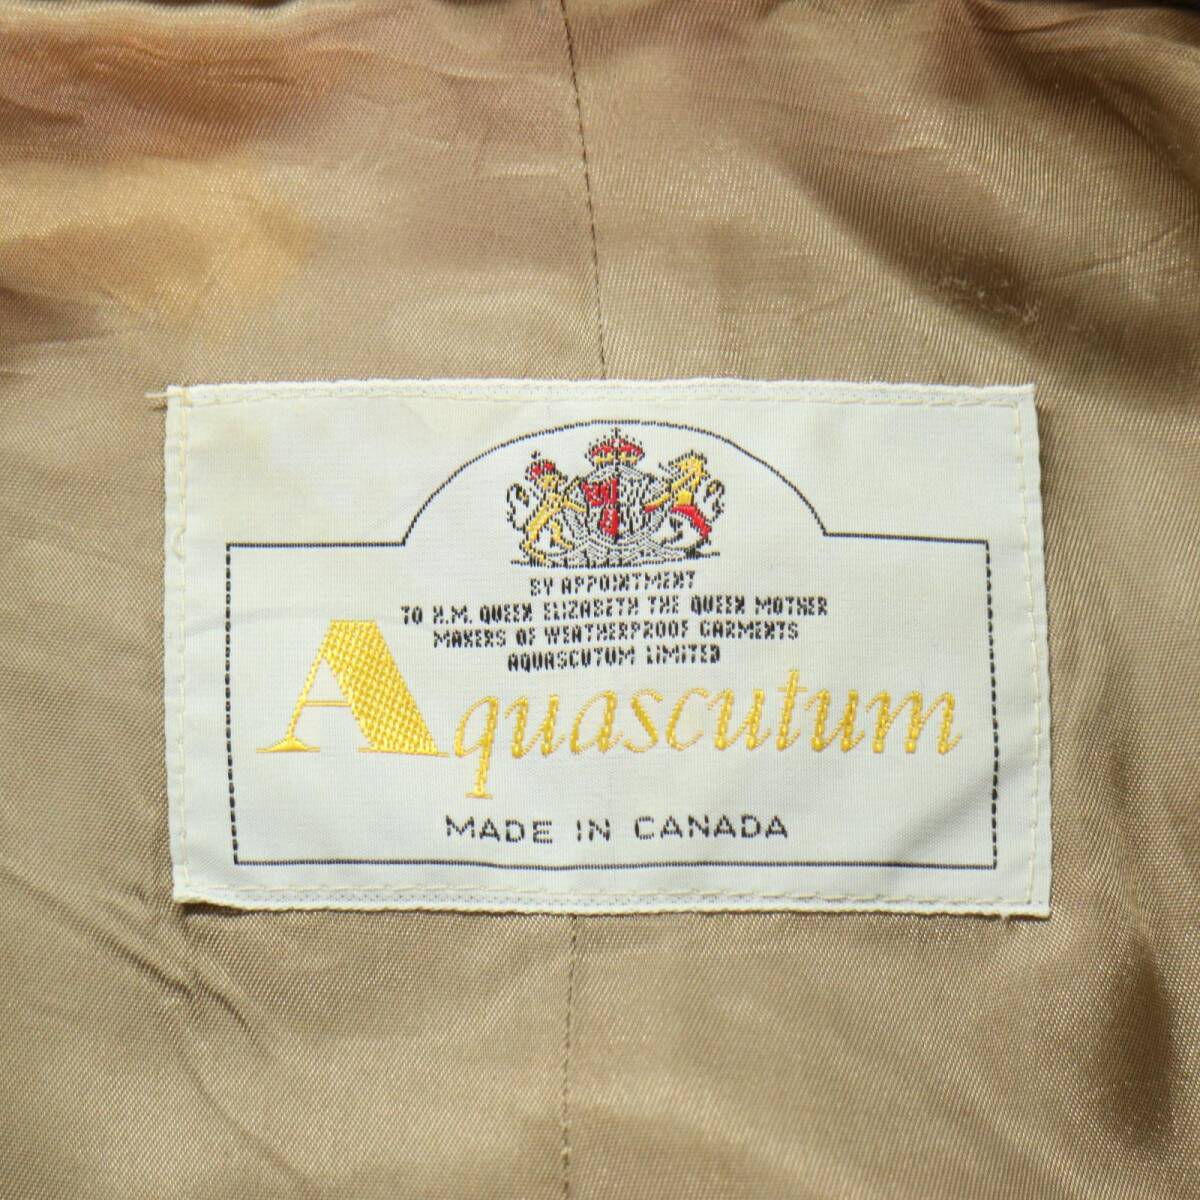 BY APPOINTMENT
TO H.M. QUEEN ELIZABETH THE QUEEN MOTHER
MAKERS OF WEATHERPROOF GARMENTS
AQUASCUTUM LIMITED
Aquascutum
MADE IN CANADA